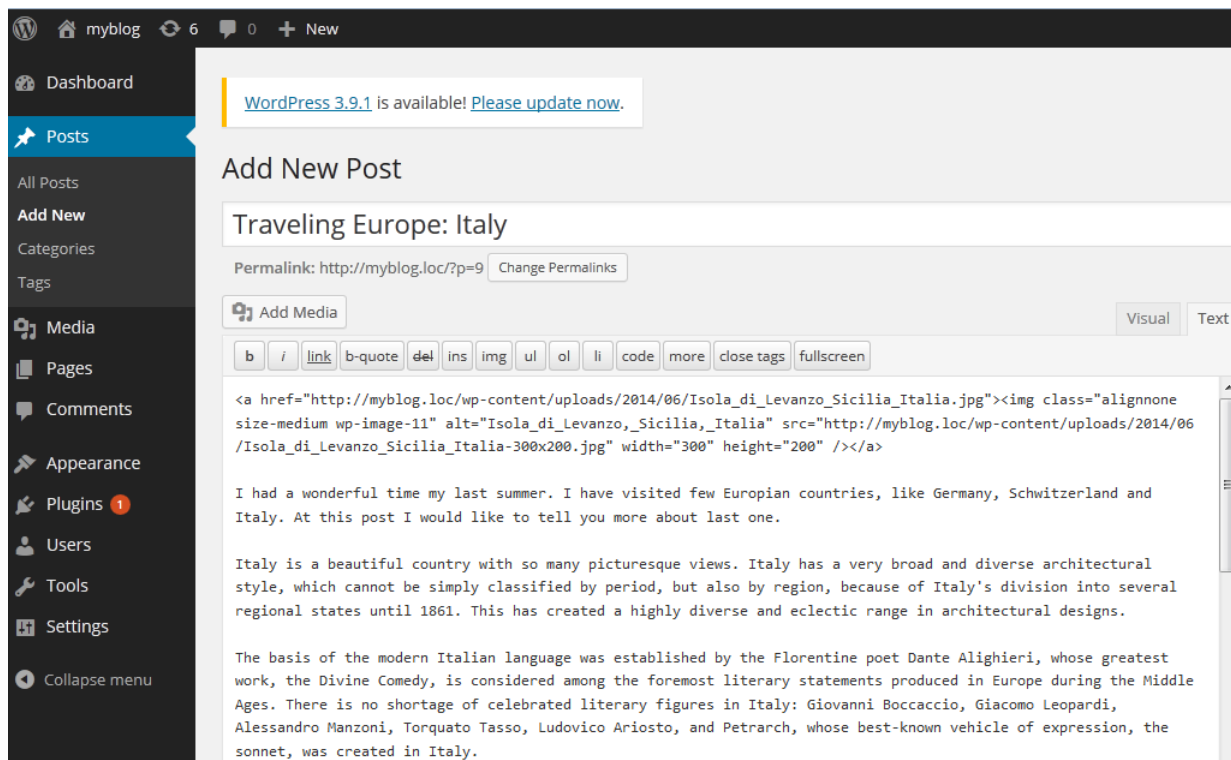 myblog 6 0 + New
Dashboard
Posts
All Posts
Add New
Categories
Tags
Media
Pages
Comments
Appearance
Plugins 1
Users
Tools
Settings
Collapse menu
WordPress 3.9.1 is available! Please update now.
Add New Post
Traveling Europe: Italy
Permalink: http://myblog.loc/?p=9 Change Permalinks
Add Media
Visual Text
b i link b-quote del ins img ul ol li code more close tags fullscreen
<a href="http://myblog.loc/wp-content/uploads/2014/06/Isola_di_Levanzo_Sicilia_Italia.jpg"><img class="alignnone
size-medium wp-image-11" alt="Isola_di_Levanzo,_Sicilia,_Italia" src="http://myblog.loc/wp-content/uploads/2014/06
/Isola_di_Levanzo_Sicilia_Italia-300x200.jpg" width="300" height="200" /></a>
I had a wonderful time my last summer. I have visited few Europian countries, like Germany, Schwitzerland and
Italy. At this post I would like to tell you more about last one.
Italy is a beautiful country with so many picturesque views. Italy has a very broad and diverse architectural
style, which cannot be simply classified by period, but also by region, because of Italy's division into several
regional states until 1861. This has created a highly diverse and eclectic range in architectural designs.
The basis of the modern Italian language was established by the Florentine poet Dante Alighieri, whose greatest
work, the Divine Comedy, is considered among the foremost literary statements produced in Europe during the Middle
Ages. There is no shortage of celebrated literary figures in Italy: Giovanni Boccaccio, Giacomo Leopardi,
Alessandro Manzoni, Torquato Tasso, Ludovico Ariosto, and Petrarch, whose best-known vehicle of expression, the
sonnet, was created in Italy.